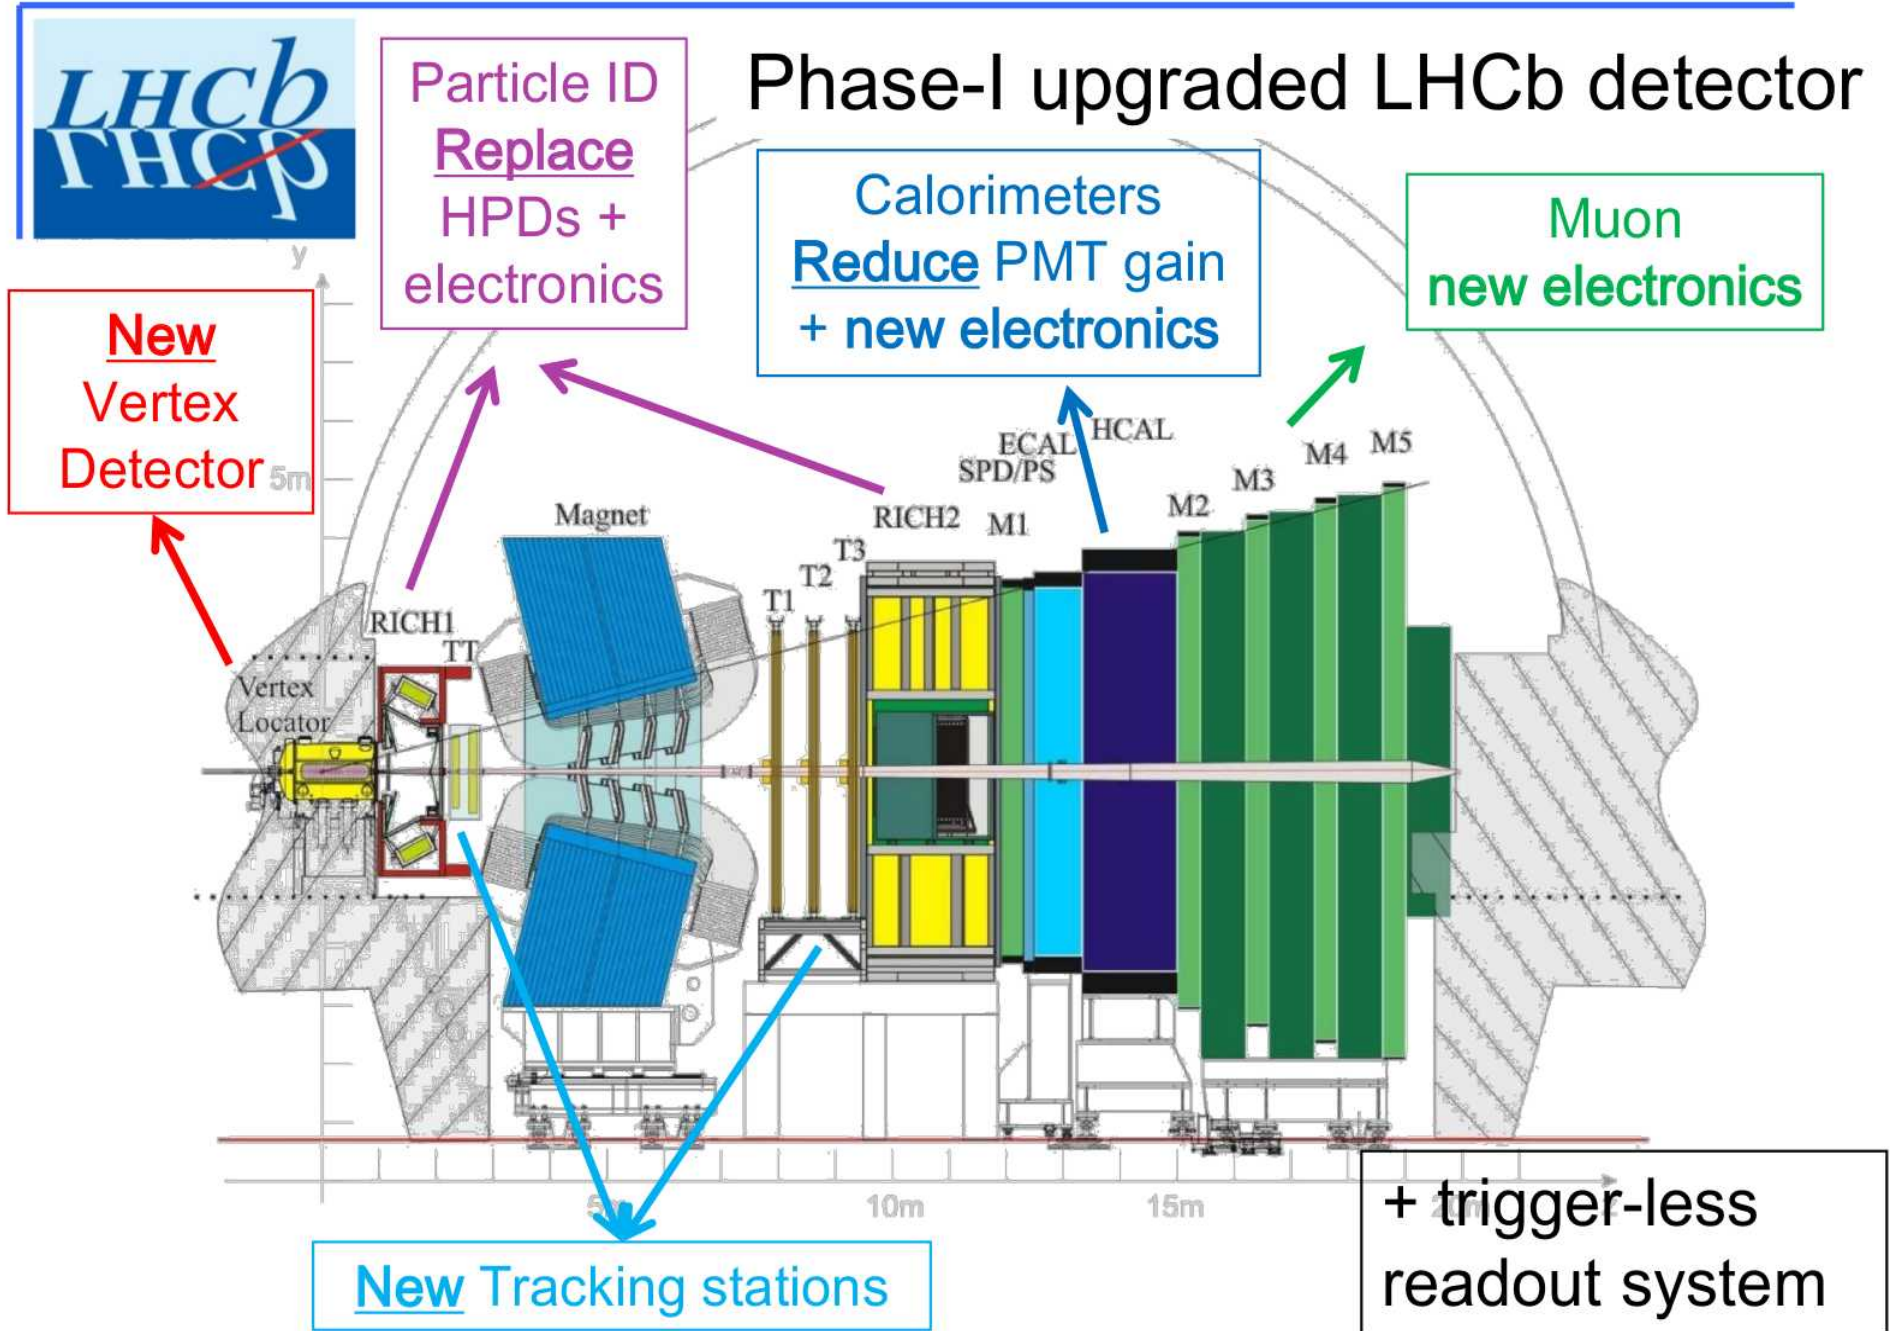 LHCb
LHCb
Phase-I upgraded LHCb detector
Particle ID
Replace
HPDs +
electronics
Calorimeters
Reduce PMT gain
+ new electronics
Muon
new electronics
New
Vertex
Detector
y
5m
Magnet
RICH1
TT
Vertex
Locator
T1
T2
T3
RICH2
M1
SPD/PS
ECAL
HCAL
M2
M3
M4
M5
5m
10m
15m
20m
z
New Tracking stations
+ trigger-less
readout system